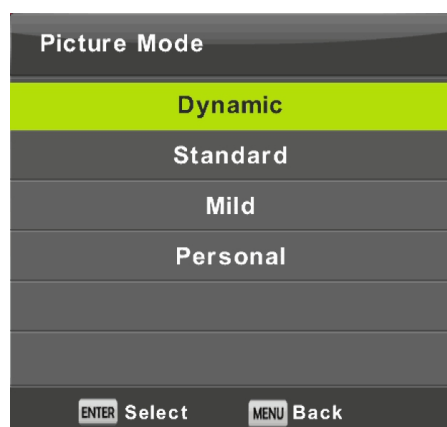 Picture Mode
Dynamic
Standard
Mild
Personal
ENTER Select MENU Back